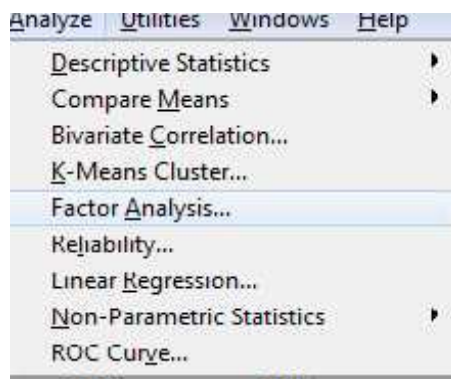 Analyze Utilities Windows Help
Descriptive Statistics
Compare Means
Bivariate Correlation...
K-Means Cluster...
Factor Analysis...
Reliability...
Linear Regression...
Non-Parametric Statistics
ROC Curve...